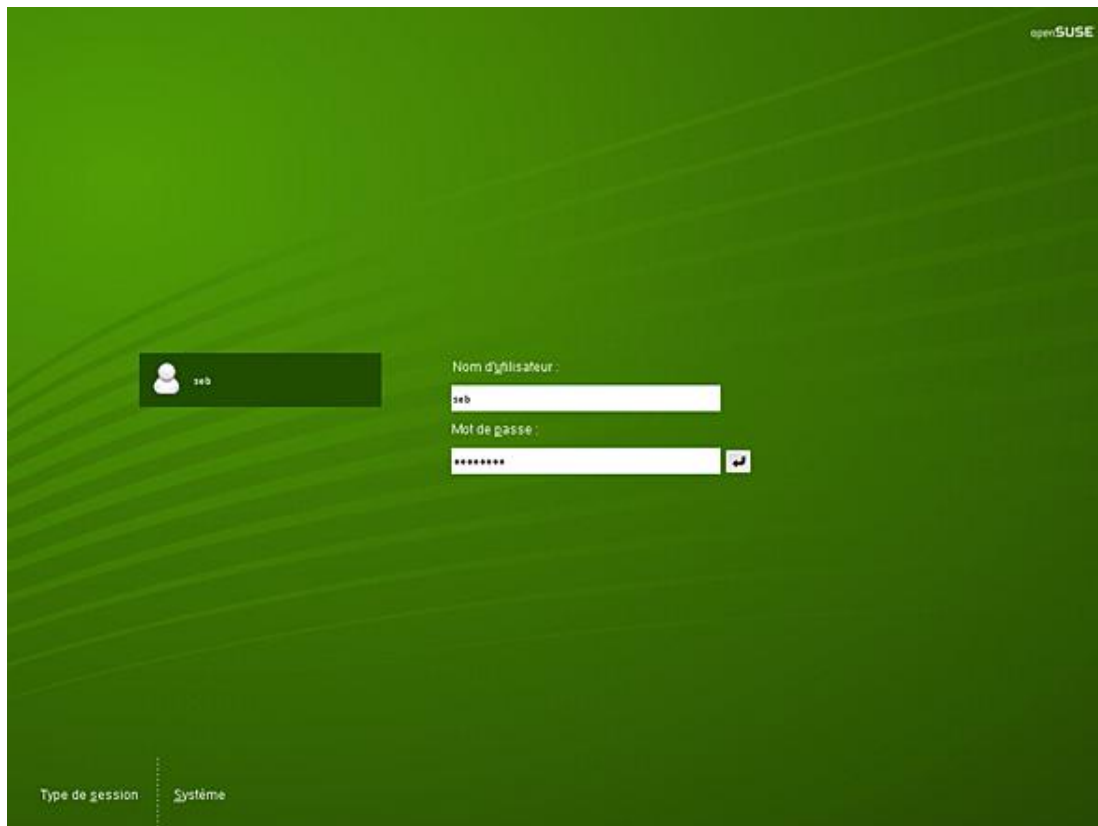 openSUSE
seb
Nom d'utilisateur :
seb
Mot de passe :
********
Type de session
Système